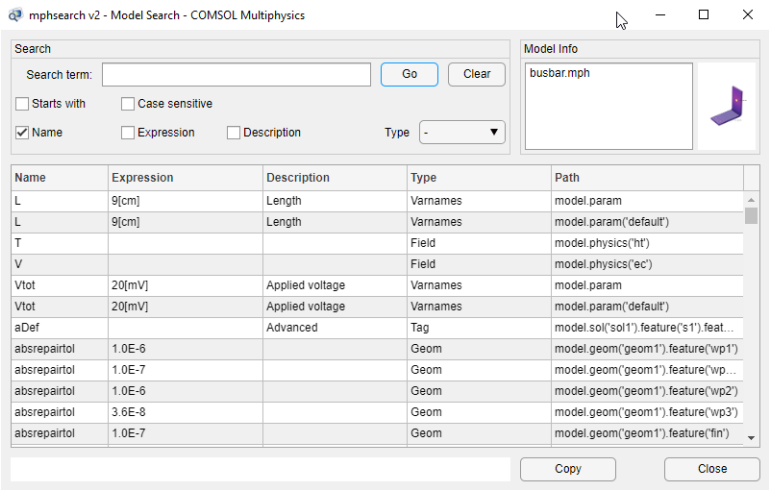 mphsearch v2 - Model Search - COMSOL Multiphysics
Search
Model Info
Search term:
Go
Clear
busbar.mph
Starts with
Case sensitive
Name
Expression
Description
Type
-
Name Expression Description Type Path
L 9[cm] Length Varnames model.param
L 9[cm] Length Varnames model.param('default')
T Field model.physics('ht')
V Field model.physics('ec')
Vtot 20[mV] Applied voltage Varnames model.param
Vtot 20[mV] Applied voltage Varnames model.param('default')
aDef Advanced Tag model.sol('sol1').feature('s1').feat...
absrepairtol 1.0E-6 Geom model.geom('geom1').feature('wp1')
absrepairtol 1.0E-7 Geom model.geom('geom1').feature('wp...
absrepairtol 1.0E-6 Geom model.geom('geom1').feature('wp2')
absrepairtol 3.6E-8 Geom model.geom('geom1').feature('wp3')
absrepairtol 1.0E-7 Geom model.geom('geom1').feature('fin')
Copy
Close